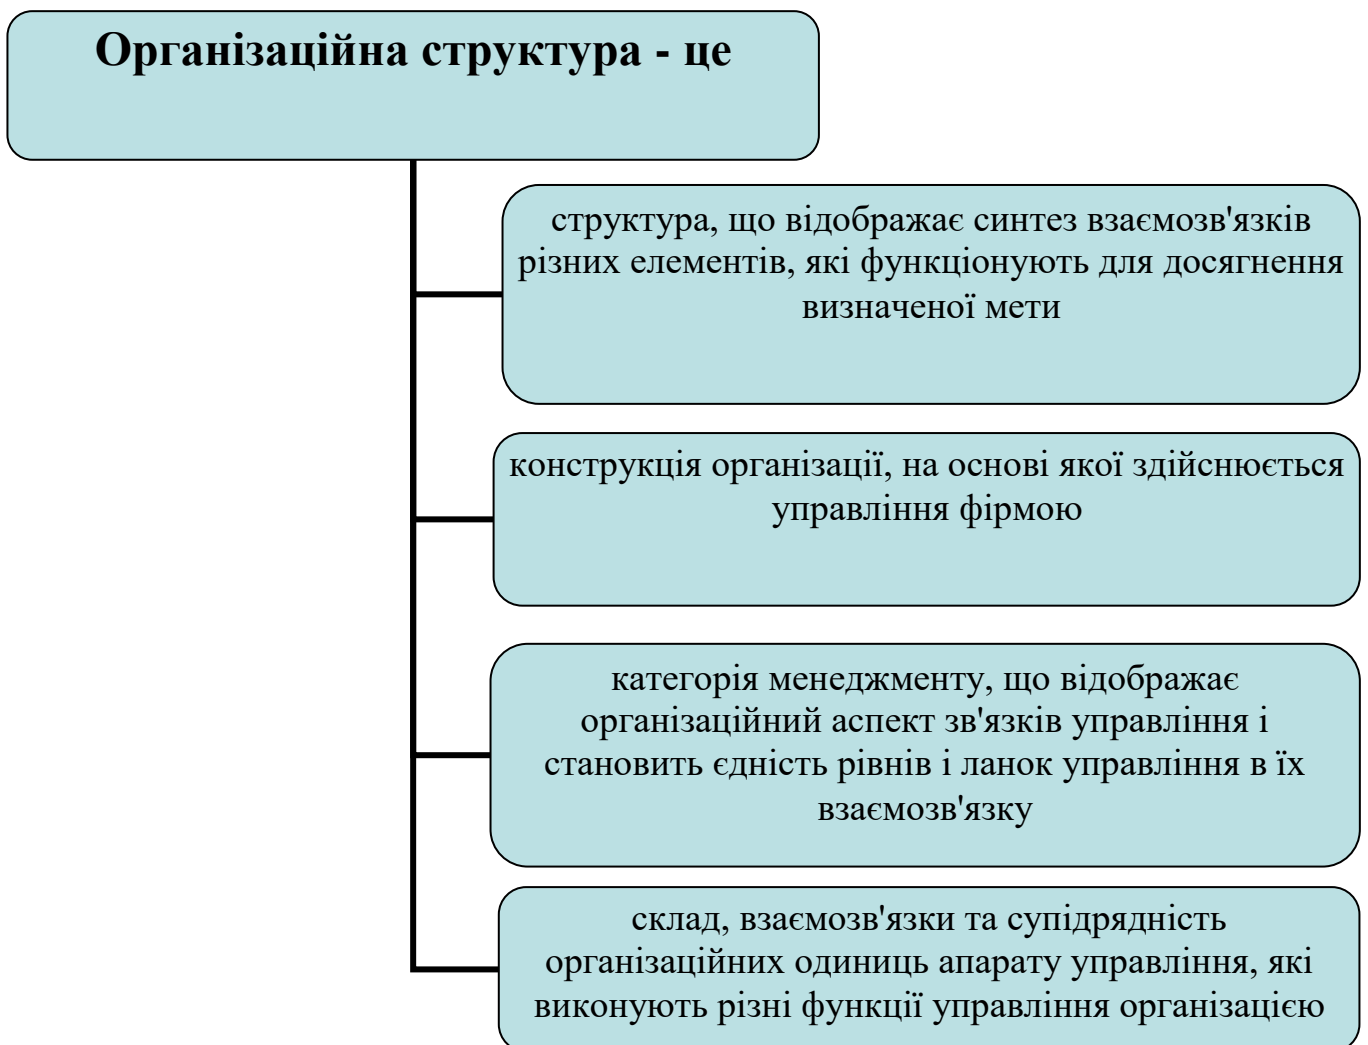 Організаційна структура - це
структура, що відображає синтез взаємозв'язків
різних елементів, які функціонують для досягнення
визначеної мети
конструкція організації, на основі якої здійснюється
управління фірмою
категорія менеджменту, що відображає
організаційний аспект зв'язків управління і
становить єдність рівнів і ланок управління в їх
взаємозв'язку
склад, взаємозв'язки та супідрядність
організаційних одиниць апарату управління, які
виконують різні функції управління організацією